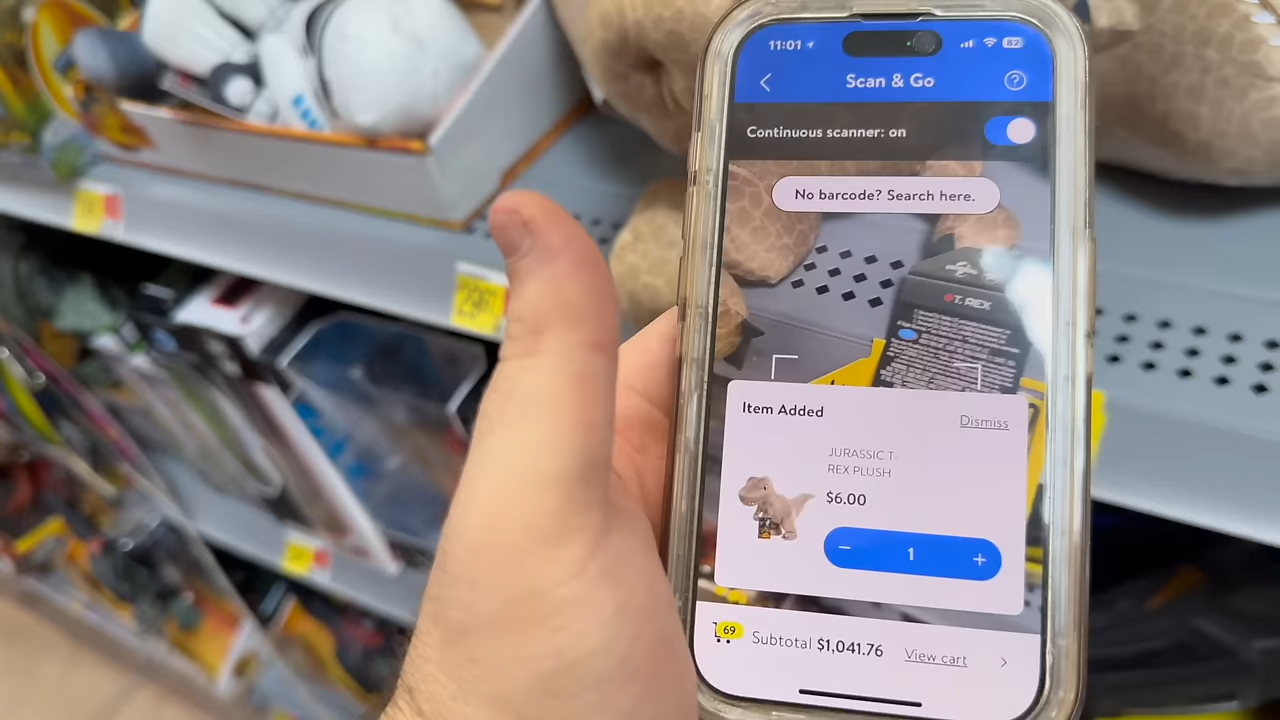 11:01
82
Scan & Go
?
Continuous scanner: on
No barcode? Search here.
T. REX
Item Added
Dismiss
JURASSIC T-
REX PLUSH
$6.00
− 1 +
69
Subtotal $1,041.76
View cart